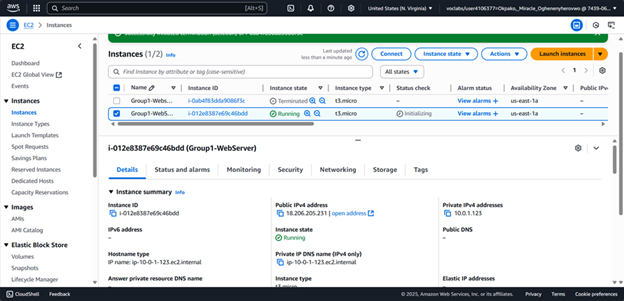 aws
Search
[Alt+S]
United States (N. Virginia)
voclabs/user4106377=Okpako,_Miracle_Oghenenyerovwo @ 7439-06...
EC2 > Instances
EC2
Dashboard
EC2 Global View
Events
Instances
Instances
Instance Types
Launch Templates
Spot Requests
Savings Plans
Reserved Instances
Dedicated Hosts
Capacity Reservations
Images
AMIs
AMI Catalog
Elastic Block Store
Volumes
Snapshots
Lifecycle Manager
Instances (1/2) Info
Last updated
less than a minute ago
Connect
Instance state
Actions
Launch instances
Find Instance by attribute or tag (case-sensitive)
All states
1
Name Instance ID Instance state Instance type Status check Alarm status Availability Zone Public IPv
Group1-Webs... i-0ab4f83dda9086f3c Terminated t3.micro – View alarms + us-east-1a –
Group1-WebS... i-012e8387e69c46bdd Running t3.micro Initializing View alarms + us-east-1a –
i-012e8387e69c46bdd (Group1-WebServer)
Details Status and alarms Monitoring Security Networking Storage Tags
Instance summary Info
Instance ID
i-012e8387e69c46bdd
Public IPv4 address
18.206.205.231 | open address
Private IPv4 addresses
10.0.1.123
IPv6 address
–
Instance state
Running
Public DNS
–
Hostname type
IP name: ip-10-0-1-123.ec2.internal
Private IP DNS name (IPv4 only)
ip-10-0-1-123.ec2.internal
Answer private resource DNS name
Instance type
t3.micro
Elastic IP addresses
–
CloudShell Feedback
© 2025, Amazon Web Services, Inc. or its affiliates. Privacy Terms Cookie preferences